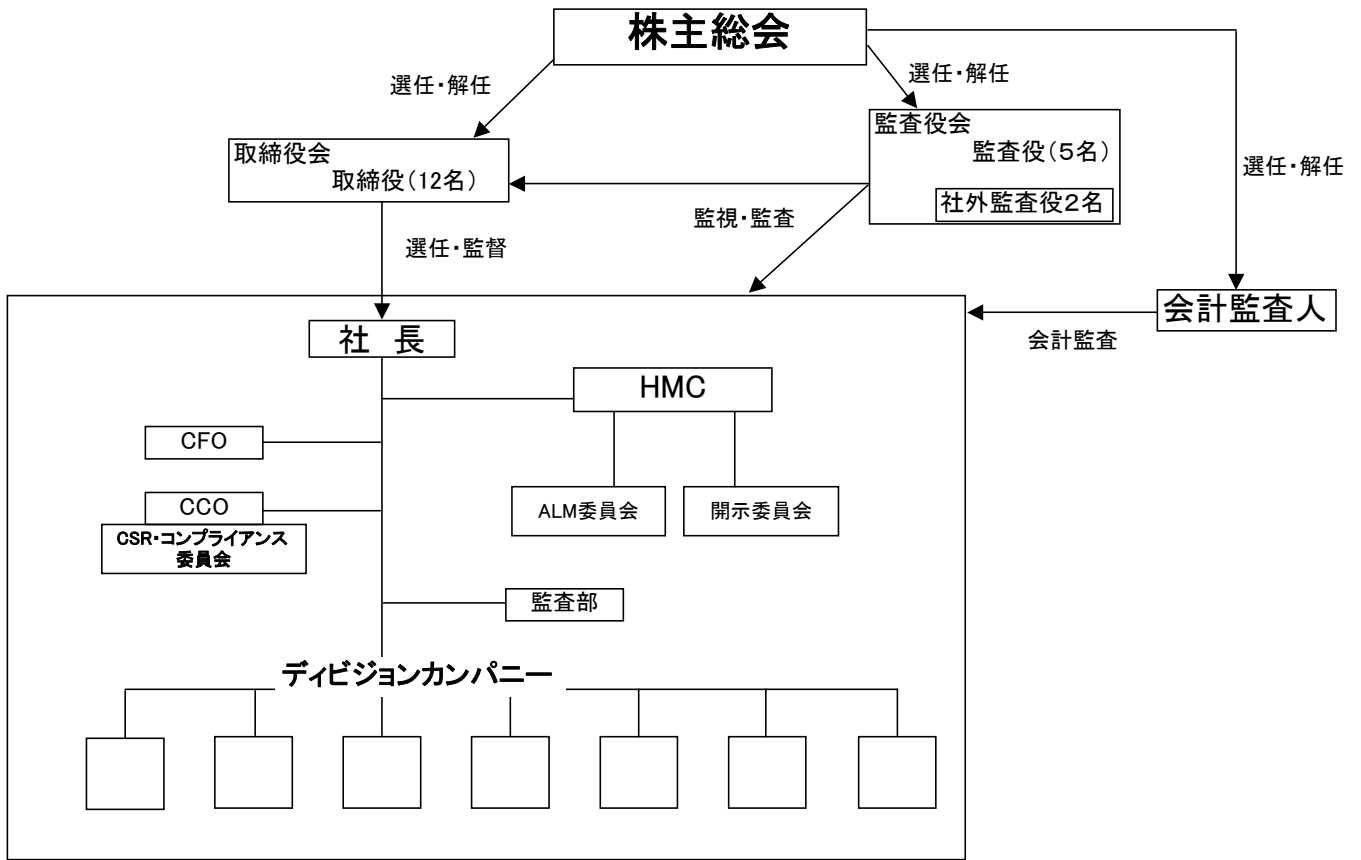 株主総会
選任・解任
選任・解任
監査役会
監査役（５名）
社外監査役２名
取締役会
取締役（12名）
選任・解任
監視・監査
選任・監督
会計監査人
会計監査
社 長
HMC
CFO
CCO
CSR・コンプライアンス
委員会
ALM委員会
開示委員会
監査部
ディビジョンカンパニー